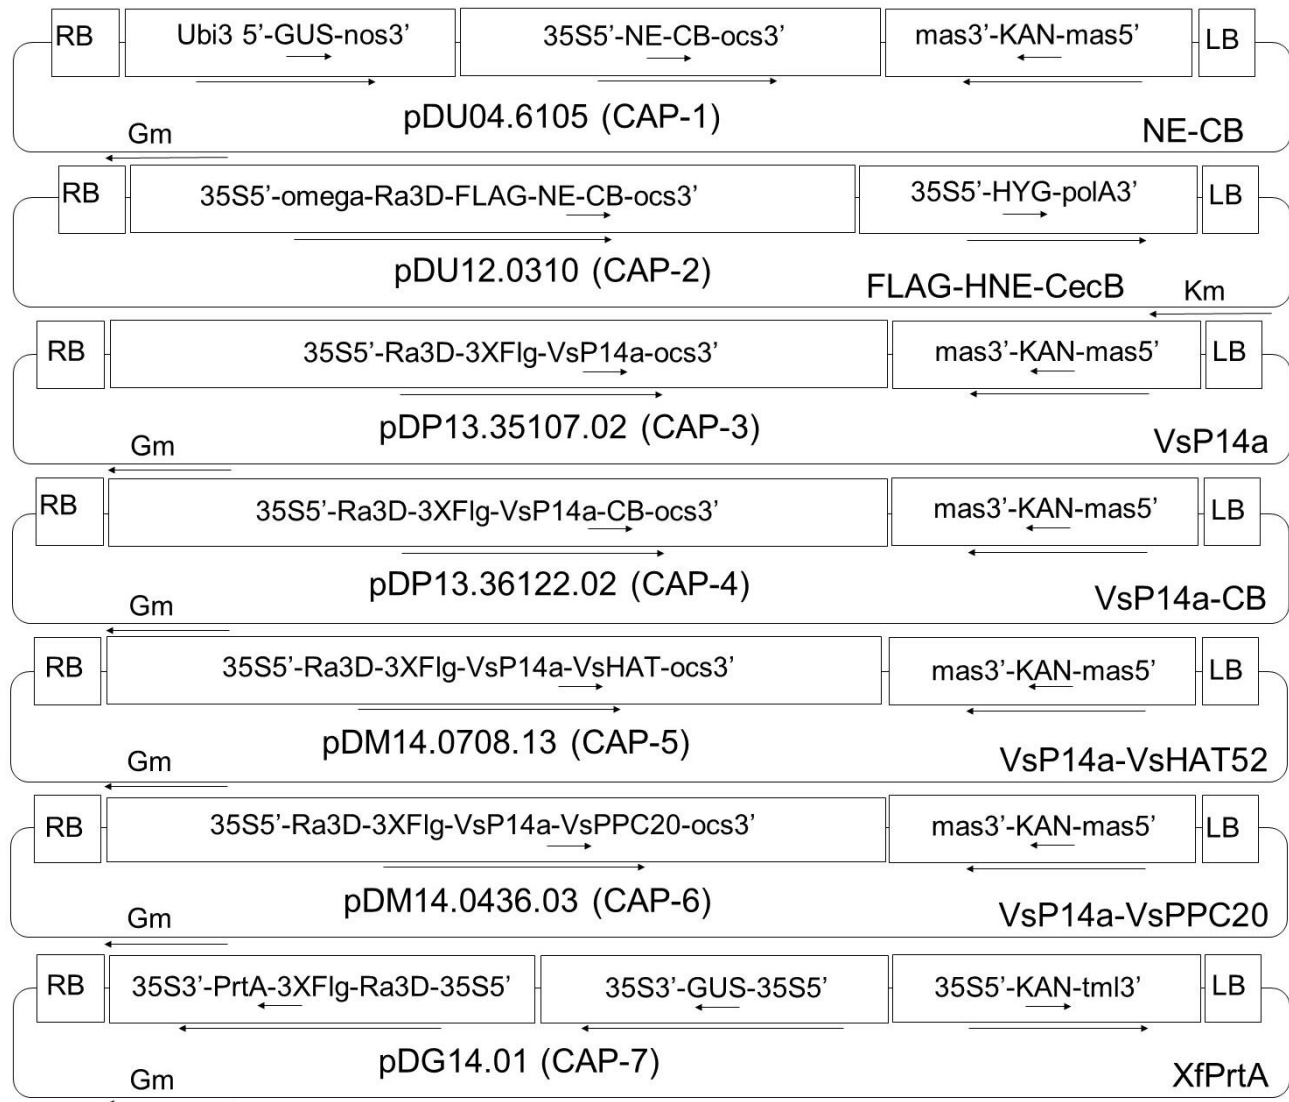 RB Ubi3 5’-GUS-nos3’ 35S5’-NE-CB-ocs3’ mas3’-KAN-mas5’ LB
pDU04.6105 (CAP-1)
Gm NE-CB
RB 35S5’-omega-Ra3D-FLAG-NE-CB-ocs3’ 35S5’-HYG-polA3’ LB
pDU12.0310 (CAP-2)
FLAG-HNE-CecB Km
RB 35S5’-Ra3D-3XFlg-VsP14a-ocs3’ mas3’-KAN-mas5’ LB
pDP13.35107.02 (CAP-3)
Gm VsP14a
RB 35S5’-Ra3D-3XFlg-VsP14a-CB-ocs3’ mas3’-KAN-mas5’ LB
pDP13.36122.02 (CAP-4)
Gm VsP14a-CB
RB 35S5’-Ra3D-3XFlg-VsP14a-VsHAT-ocs3’ mas3’-KAN-mas5’ LB
pDM14.0708.13 (CAP-5)
Gm VsP14a-VsHAT52
RB 35S5’-Ra3D-3XFlg-VsP14a-VsPPC20-ocs3’ mas3’-KAN-mas5’ LB
pDM14.0436.03 (CAP-6)
Gm VsP14a-VsPPC20
RB 35S3’-PrtA-3XFlg-Ra3D-35S5’ 35S3’-GUS-35S5’ 35S5’-KAN-tml3’ LB
pDG14.01 (CAP-7)
Gm XfPrtA